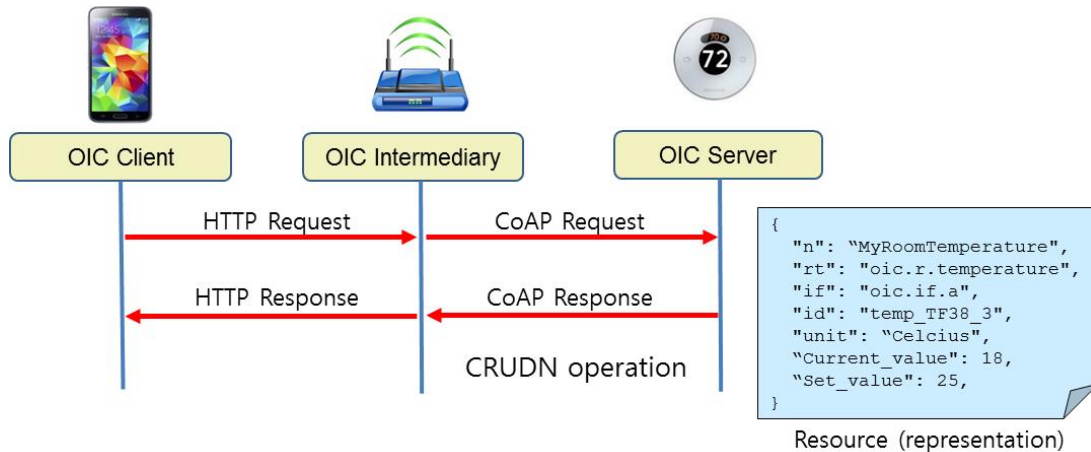 70
72
OIC Client
OIC Intermediary
OIC Server
HTTP Request
CoAP Request
HTTP Response
CoAP Response
CRUDN operation
{
"n": “MyRoomTemperature",
"rt": "oic.r.temperature",
"if": "oic.if.a",
"id": "temp_TF38_3",
"unit": “Celcius",
“Current_value": 18,
“Set_value": 25,
}
Resource (representation)